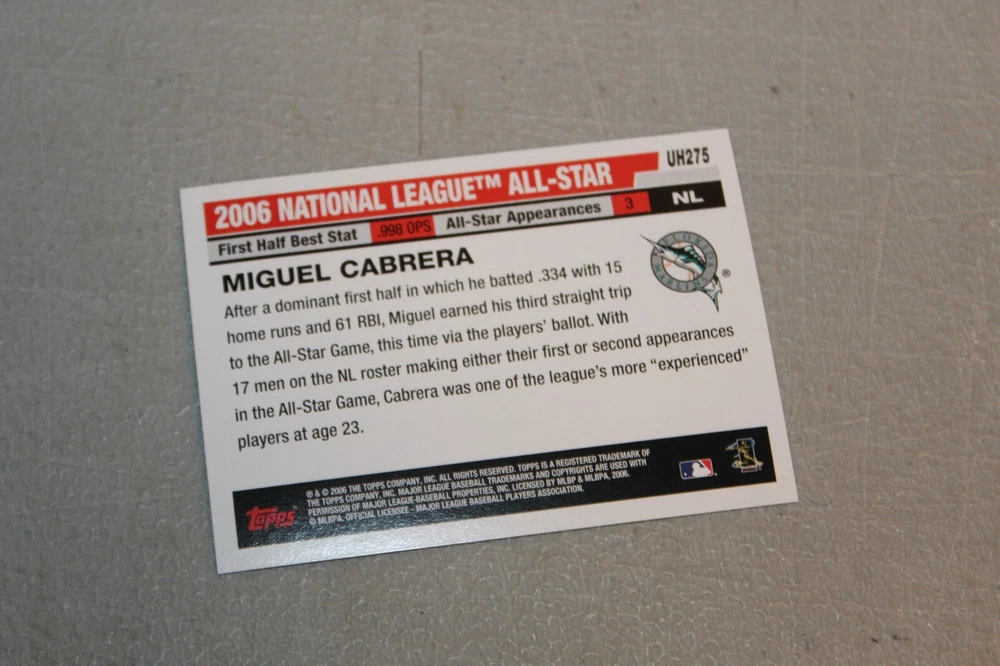 UH275
2006 NATIONAL LEAGUE™ ALL-STAR
First Half Best Stat .998 OPS All-Star Appearances 3 NL
MIGUEL CABRERA
After a dominant first half in which he batted .334 with 15
home runs and 61 RBI, Miguel earned his third straight trip
to the All-Star Game, this time via the players' ballot. With
17 men on the NL roster making either their first or second appearances
in the All-Star Game, Cabrera was one of the league's more "experienced"
players at age 23.
FLORIDA
MARLINS
®
Topps
® & © 2006 THE TOPPS COMPANY, INC. ALL RIGHTS RESERVED. TOPPS IS A REGISTERED TRADEMARK OF
THE TOPPS COMPANY, INC. MAJOR LEAGUE BASEBALL TRADEMARKS AND COPYRIGHTS ARE USED WITH
PERMISSION OF MAJOR LEAGUE BASEBALL PROPERTIES, INC. LICENSED BY MLBP & MLBPA, 2006.
© MLBPA. OFFICIAL LICENSEE - MAJOR LEAGUE BASEBALL PLAYERS ASSOCIATION.